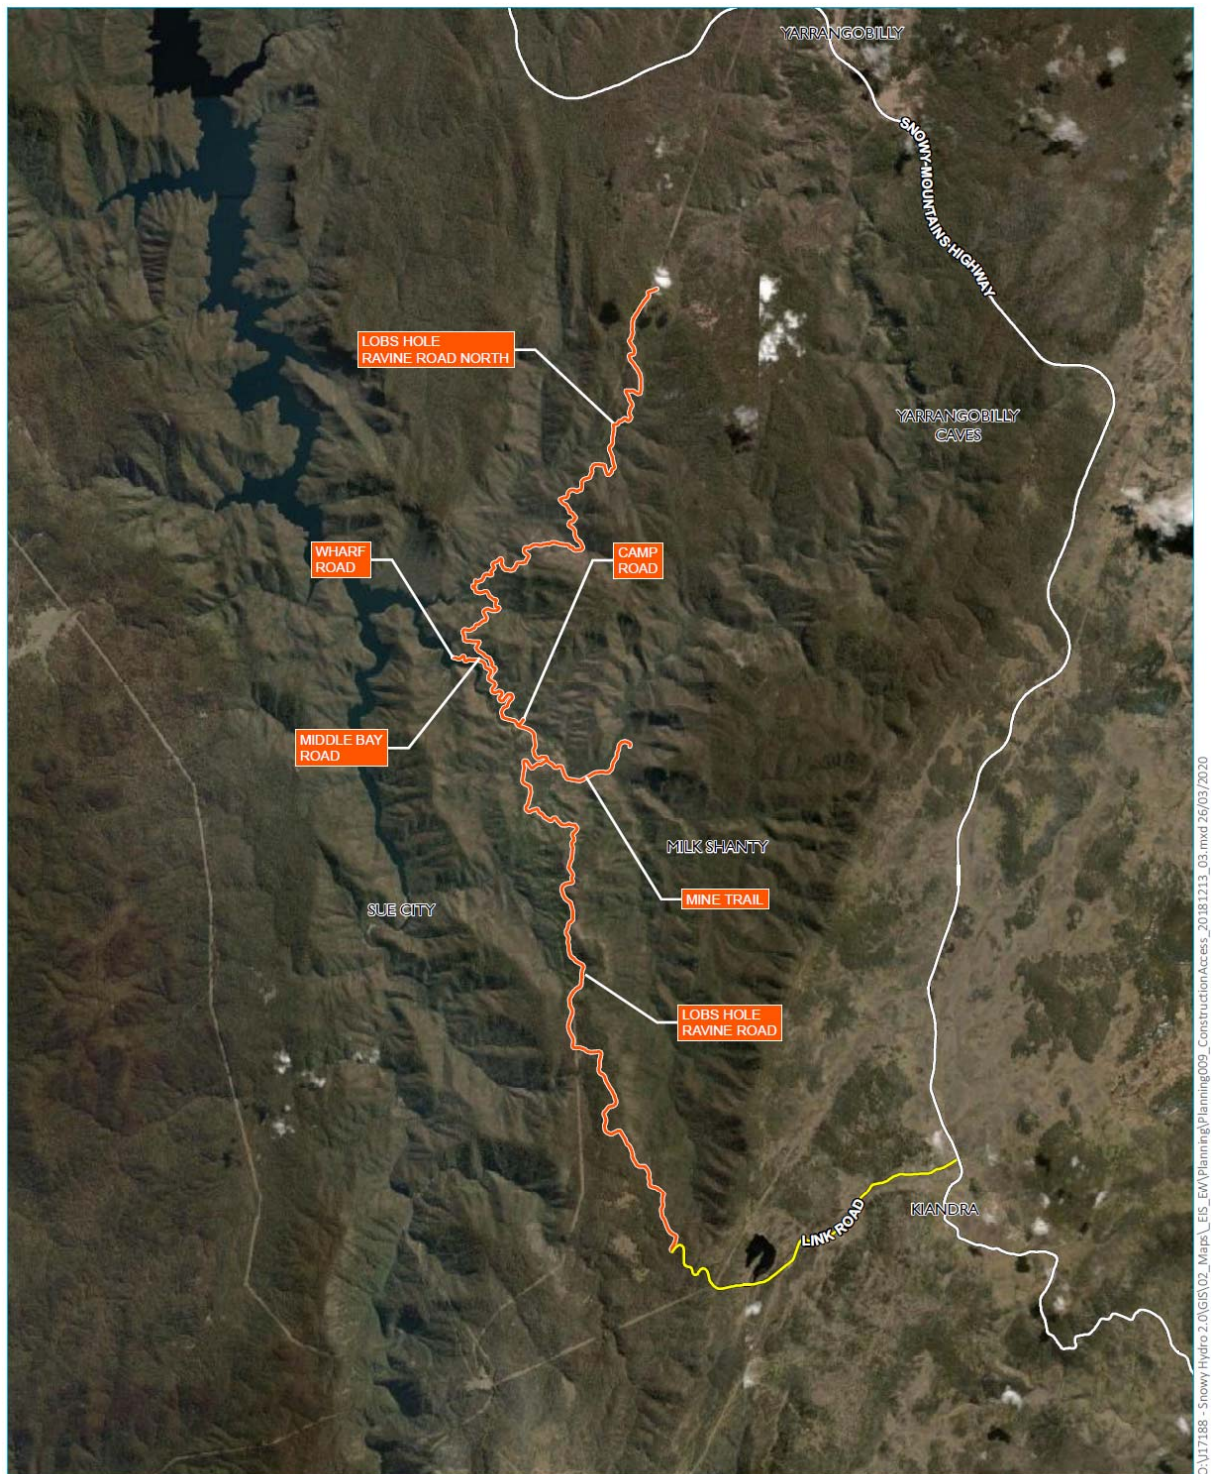 YARRANGOBILLY
SNOWY MOUNTAINS HIGHWAY
LOBS HOLE
RAVINE ROAD NORTH
YARRANGOBILLY
CAVES
WHARF
ROAD
CAMP
ROAD
MIDDLE BAY
ROAD
MILK SHANTY
MINE TRAIL
SUE CITY
LOBS HOLE
RAVINE ROAD
KIANDRA
LINK ROAD
O:\J17188 - Snowy Hydro 2.0\GIS\02_Maps\_EIS_EW\Planning\Planning009_ConstructionAccess_20181213_03.mxd 26/03/2020